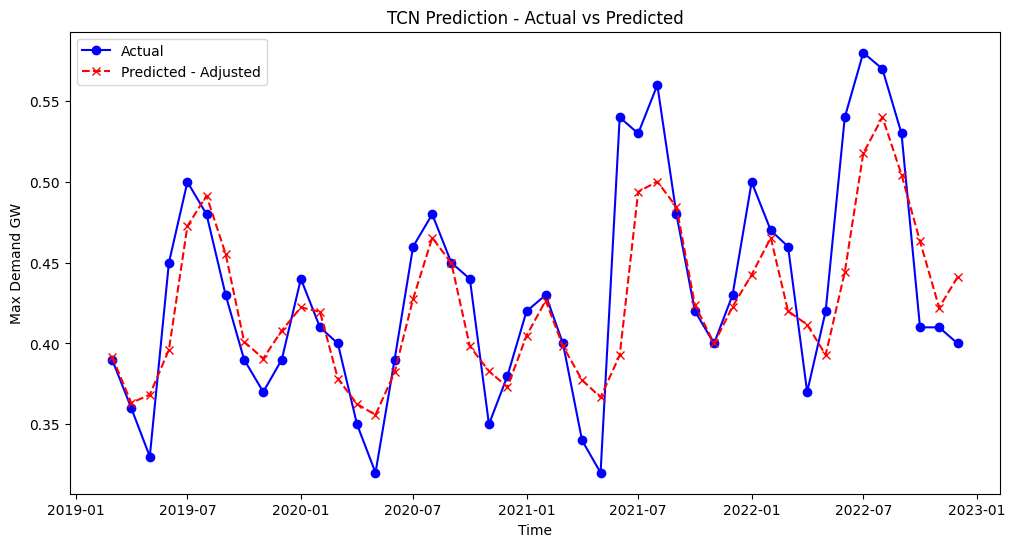 TCN Prediction - Actual vs Predicted
Actual
Predicted - Adjusted
Max Demand GW
0.55
0.50
0.45
0.40
0.35
2019-01 2019-07 2020-01 2020-07 2021-01 2021-07 2022-01 2022-07 2023-01
Time